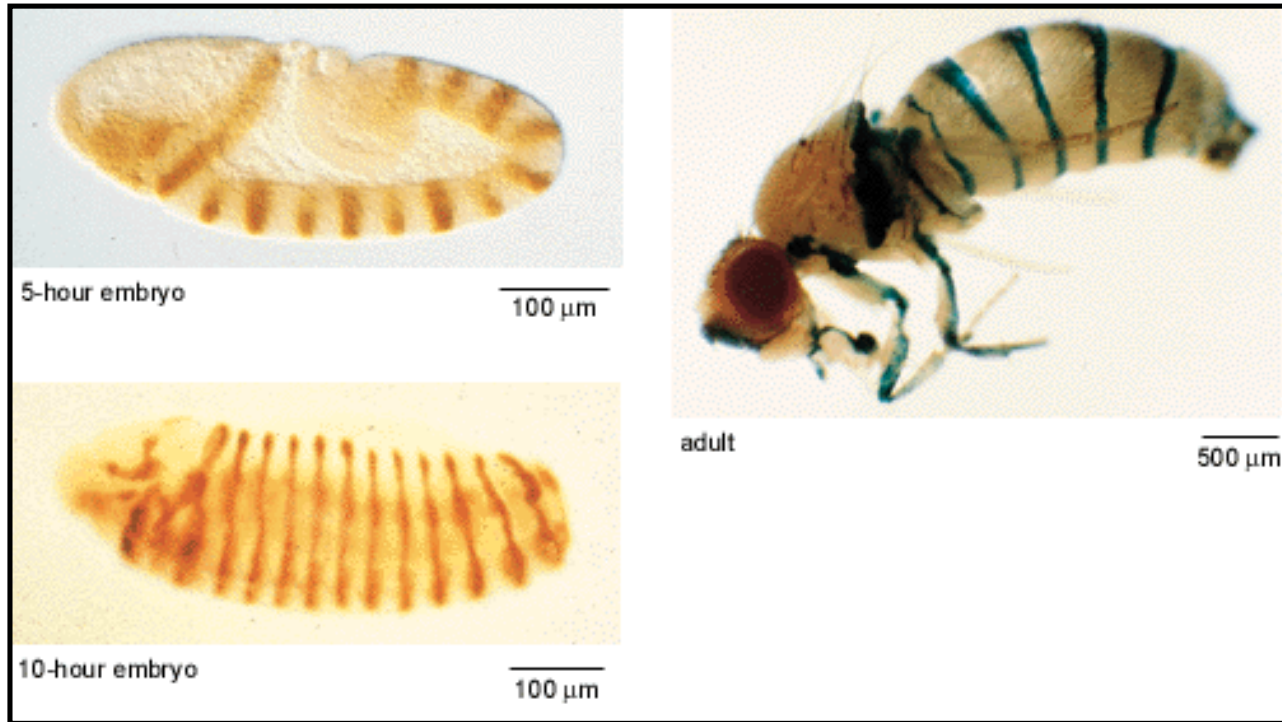 5-hour embryo
100 μm
10-hour embryo
100 μm
adult
500 μm